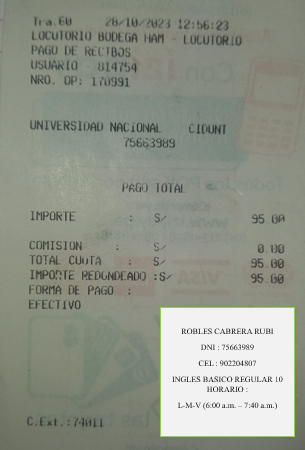 Tra.60 28/10/2023 12:56:23
LOCUTORIO BODEGA HAM - LOCUTORIO
PAGO DE RECIBOS
USUARIO - 814754
NRO. OP: 170991
UNIVERSIDAD NACIONAL CIDUNT
75663989
PAGO TOTAL
IMPORTE : S/ 95.00
COMISION : S/ 0.00
TOTAL CUOTA : S/ 95.00
IMPORTE REDONDEADO :S/ 95.00
FORMA DE PAGO :
EFECTIVO
ROBLES CABRERA RUBI
DNI : 75663989
CEL : 902204807
INGLES BASICO REGULAR 10
HORARIO :
L-M-V (6:00 a.m. – 7:40 a.m.)
C.Ext.:74011